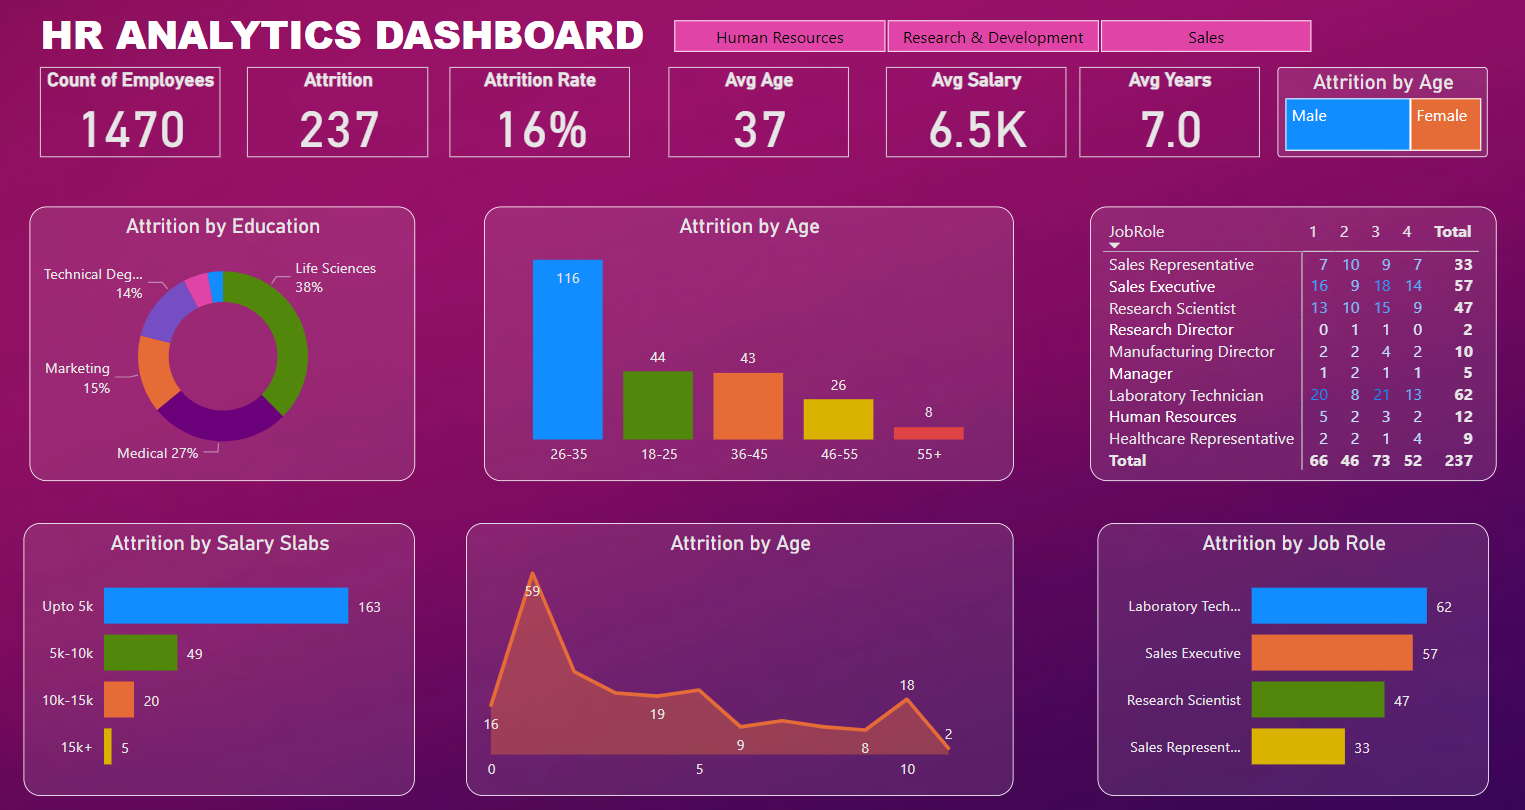 HR ANALYTICS DASHBOARD
Human Resources
Research & Development
Sales
Count of Employees
1470
Attrition
237
Attrition Rate
16%
Avg Age
37
Avg Salary
6.5K
Avg Years
7.0
Attrition by Age
Male
Female
Attrition by Education
Life Sciences
38%
Technical Deg...
14%
Marketing
15%
Medical 27%
Attrition by Age
116
44
43
26
8
26-35 18-25 36-45 46-55 55+
JobRole 1 2 3 4 Total
Sales Representative 7 10 9 7 33
Sales Executive 16 9 18 14 57
Research Scientist 13 10 15 9 47
Research Director 0 1 1 0 2
Manufacturing Director 2 2 4 2 10
Manager 1 2 1 1 5
Laboratory Technician 20 8 21 13 62
Human Resources 5 2 3 2 12
Healthcare Representative 2 2 1 4 9
Total 66 46 73 52 237
Attrition by Salary Slabs
Upto 5k 163
5k-10k 49
10k-15k 20
15k+ 5
Attrition by Age
59
16
19
9
8
18
2
0 5 10
Attrition by Job Role
Laboratory Tech... 62
Sales Executive 57
Research Scientist 47
Sales Represent... 33